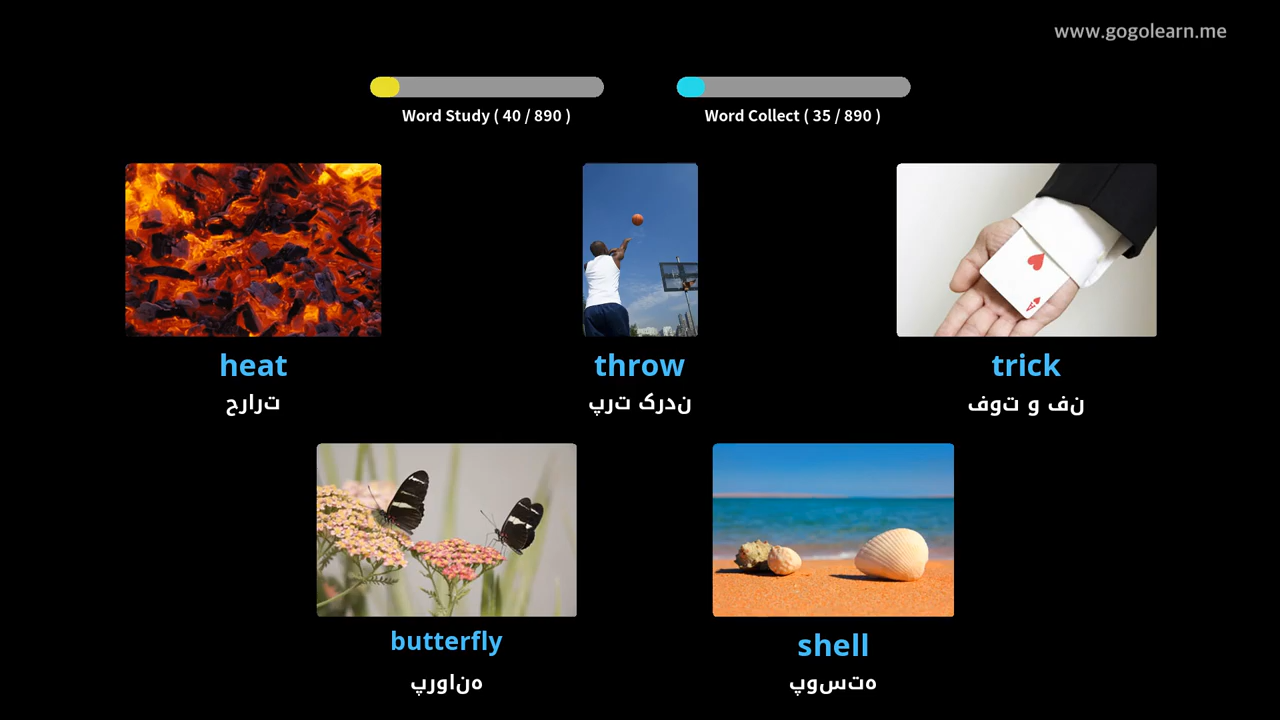 www.gogolearn.me
Word Study ( 40 / 890 )
Word Collect ( 35 / 890 )
heat
ترارح
throw
ندرک ترپ
trick
نف و توف
butterfly
هناورپ
shell
هتسوپ